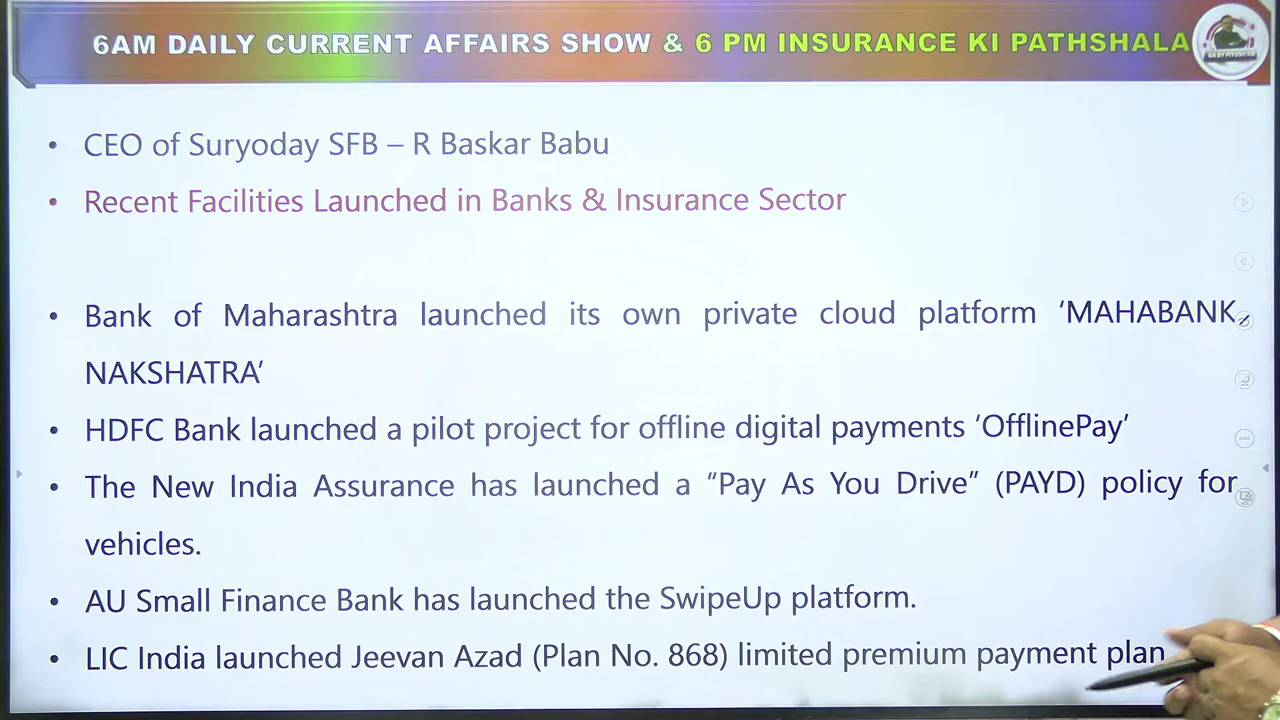 6AM DAILY CURRENT AFFAIRS SHOW & 6 PM INSURANCE KI PATHSHALA
• CEO of Suryoday SFB – R Baskar Babu
• Recent Facilities Launched in Banks & Insurance Sector
• Bank of Maharashtra launched its own private cloud platform ‘MAHABANK
NAKSHATRA’
• HDFC Bank launched a pilot project for offline digital payments ‘OfflinePay’
• The New India Assurance has launched a “Pay As You Drive” (PAYD) policy for
vehicles.
• AU Small Finance Bank has launched the SwipeUp platform.
• LIC India launched Jeevan Azad (Plan No. 868) limited premium payment plan